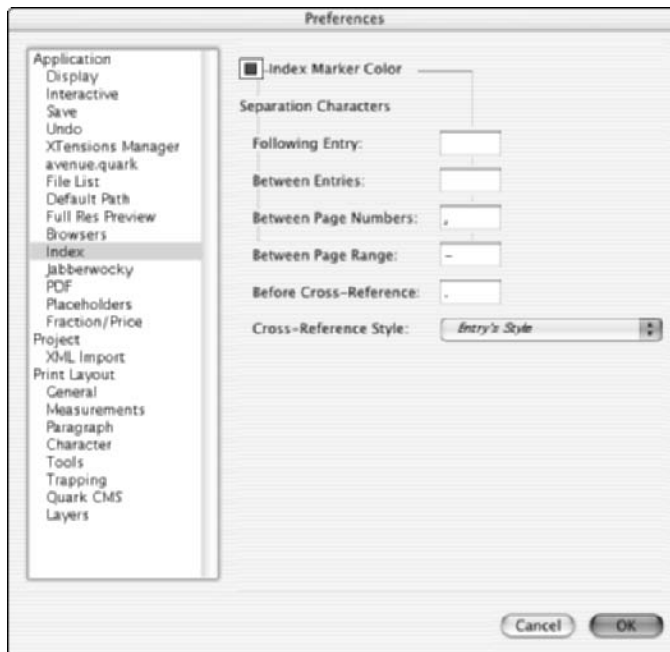 Preferences
Application
Display
Interactive
Save
Undo
XTensions Manager
avenue.quark
File List
Default Path
Full Res Preview
Browsers
Index
Jabberwocky
PDF
Placeholders
Fraction/Price
Project
XML Import
Print Layout
General
Measurements
Paragraph
Character
Tools
Trapping
Quark CMS
Layers
Index Marker Color
Separation Characters
Following Entry:
Between Entries:
Between Page Numbers: ,
Between Page Range: –
Before Cross-Reference: .
Cross-Reference Style: Entry's Style
Cancel OK